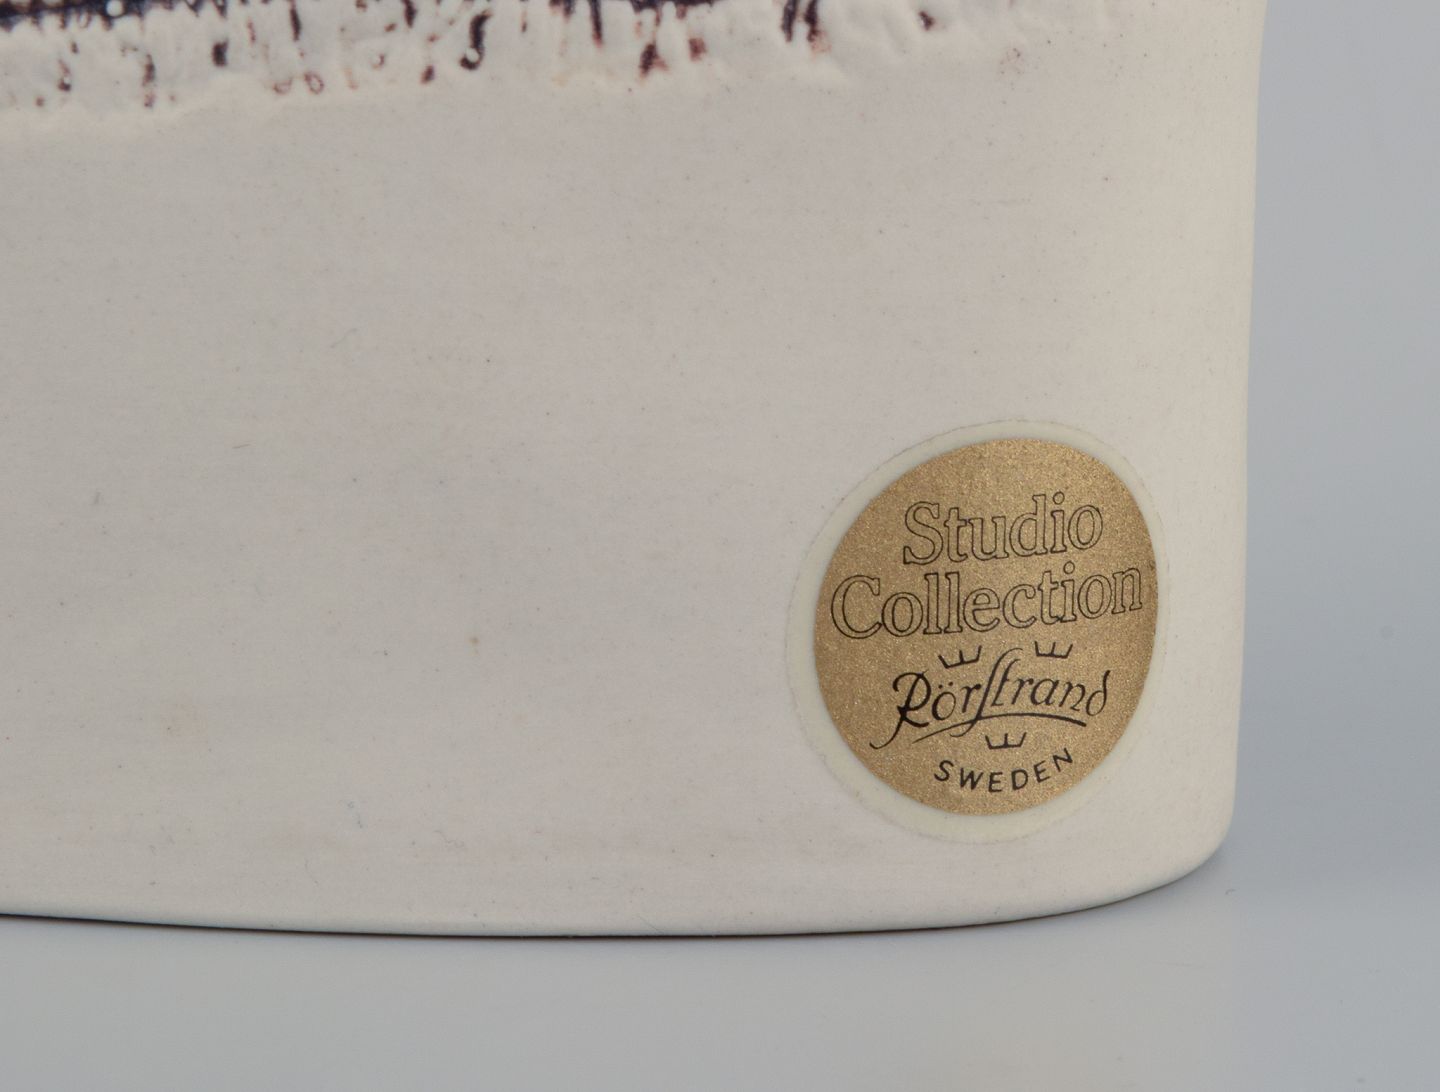 Studio
Collection
Rörstrand
SWEDEN